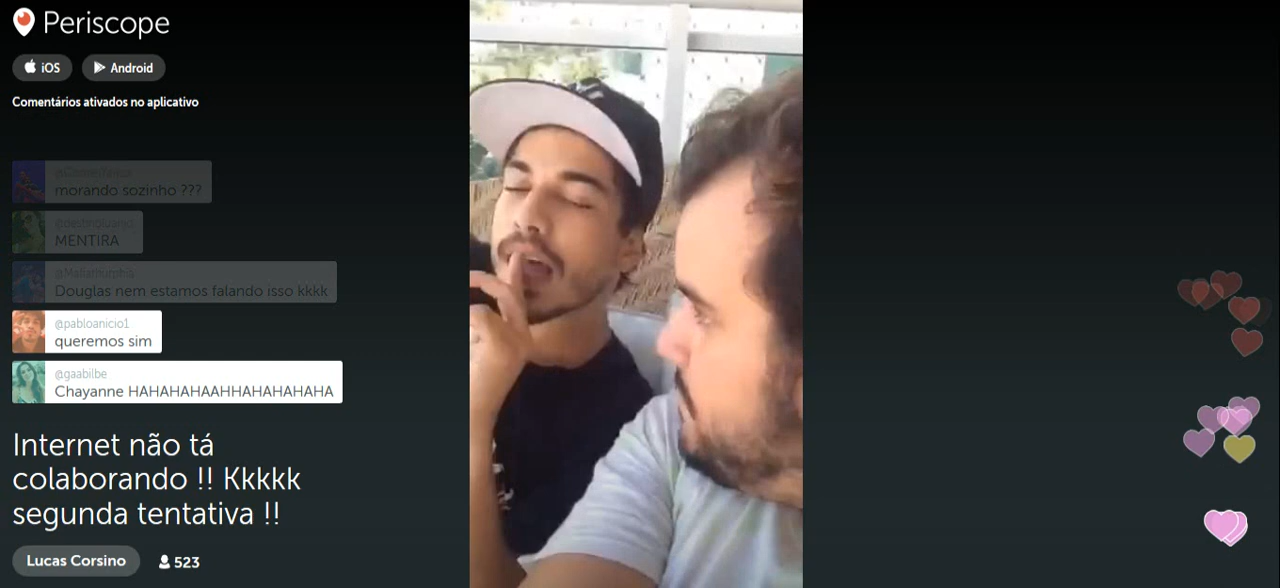 Periscope
iOS
Android
Comentários ativados no aplicativo
morando sozinho ???
MENTIRA
Douglas nem estamos falando isso kkkk
@pabloanicio1
queremos sim
@gaabilbe
Chayanne HAHAHAHAAHHAHAHAHAHA
Internet não tá
colaborando !! Kkkkk
segunda tentativa !!
Lucas Corsino
523